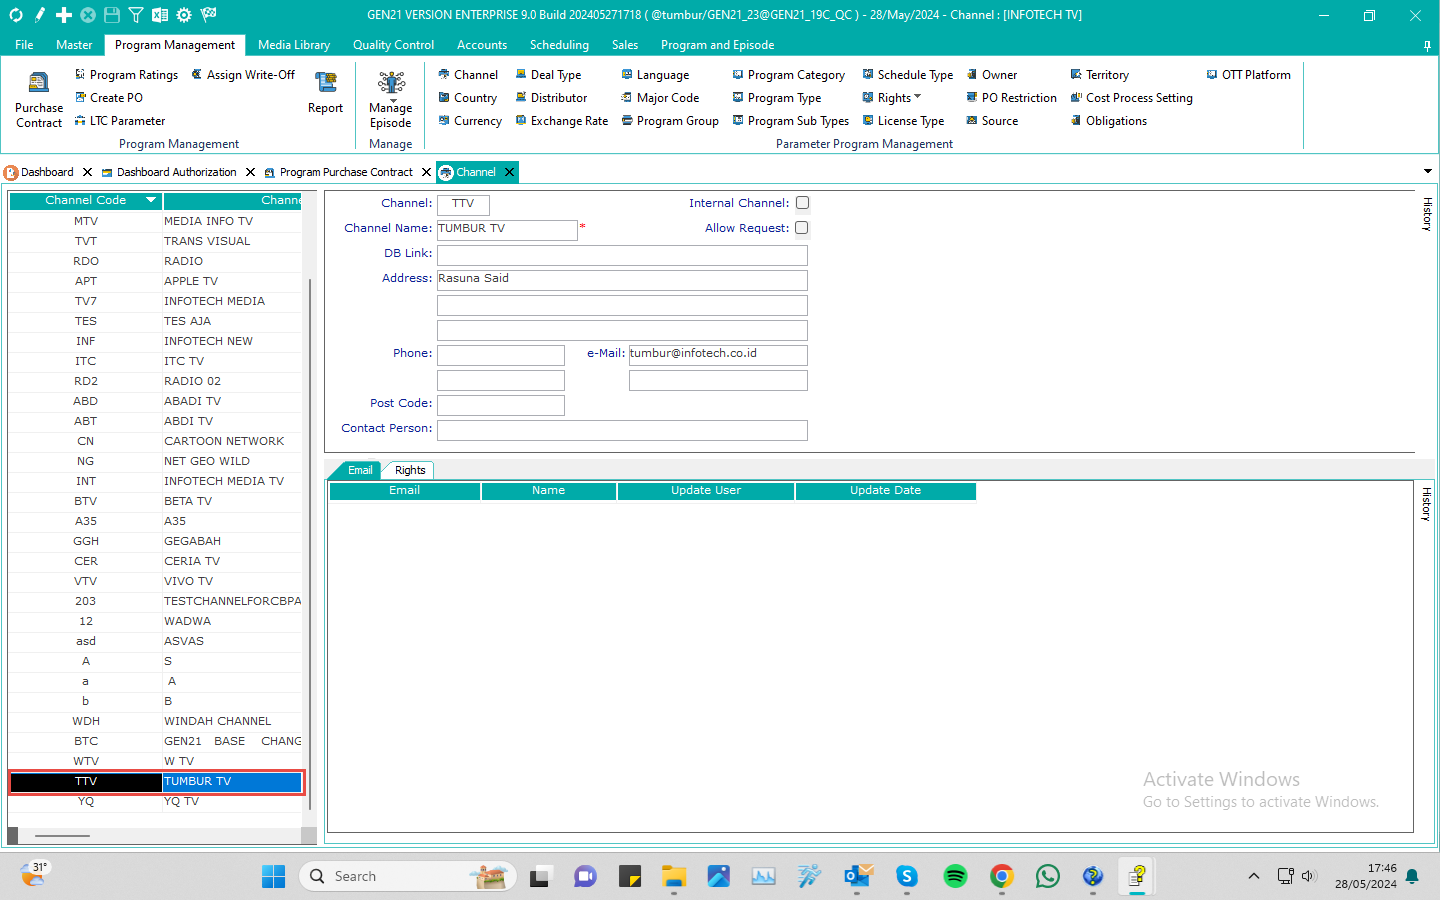 GEN21 VERSION ENTERPRISE 9.0 Build 202405271718 ( @tumbur/GEN21_23@GEN21_19C_QC ) - 28/May/2024 - Channel : [INFOTECH TV]
File Master Program Management Media Library Quality Control Accounts Scheduling Sales Program and Episode
Program Ratings Assign Write-Off Channel Deal Type Language Program Category Schedule Type Owner Territory OTT Platform
Purchase Contract Create PO Report Manage Episode Country Distributor Major Code Program Type Rights PO Restriction Cost Process Setting
LTC Parameter Currency Exchange Rate Program Group Program Sub Types License Type Source Obligations
Program Management Manage Parameter Program Management
Dashboard Dashboard Authorization Program Purchase Contract Channel
Channel Code Channe
MTV MEDIA INFO TV
TVT TRANS VISUAL
RDO RADIO
APT APPLE TV
TV7 INFOTECH MEDIA
TES TES AJA
INF INFOTECH NEW
ITC ITC TV
RD2 RADIO 02
ABD ABADI TV
ABT ABDI TV
CN CARTOON NETWORK
NG NET GEO WILD
INT INFOTECH MEDIA TV
BTV BETA TV
A35 A35
GGH GEGABAH
CER CERIA TV
VTV VIVO TV
203 TESTCHANNELFORCBPA
12 WADWA
asd ASVAS
A S
a A
b B
WDH WINDAH CHANNEL
BTC GEN21 BASE CHANG
WTV W TV
TTV TUMBUR TV
YQ YQ TV
Channel: TTV Internal Channel:
Channel Name: TUMBUR TV * Allow Request:
DB Link:
Address: Rasuna Said
Phone: e-Mail: tumbur@infotech.co.id
Post Code:
Contact Person:
History
Email Rights
Email Name Update User Update Date
History
Activate Windows
Go to Settings to activate Windows.
31°
Search
17:46
28/05/2024